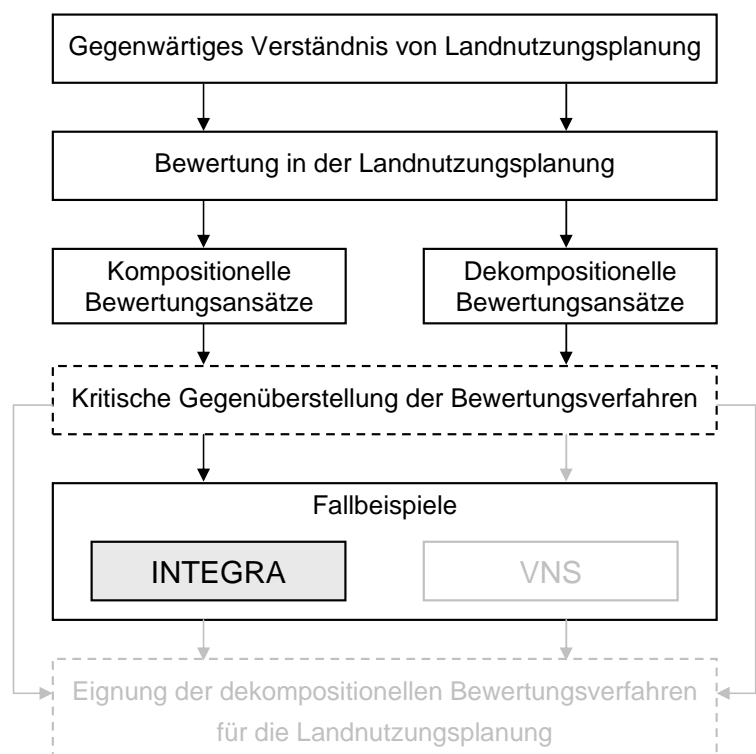 Gegenwärtiges Verständnis von Landnutzungsplanung
Bewertung in der Landnutzungsplanung
Kompositionelle
Bewertungsansätze
Dekompositionelle
Bewertungsansätze
Kritische Gegenüberstellung der Bewertungsverfahren
Fallbeispiele
INTEGRA
VNS
Eignung der dekompositionellen Bewertungsverfahren
für die Landnutzungsplanung